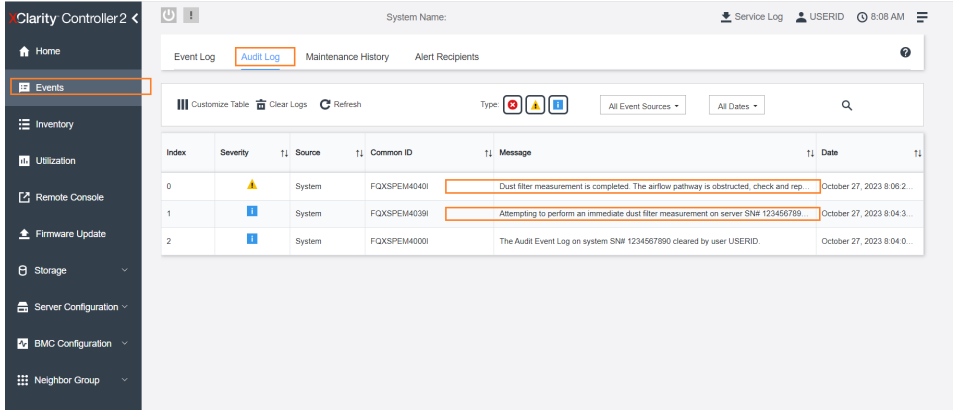 XClarity Controller 2
System Name:
Service Log
USERID
8:08 AM
Home
Events
Inventory
Utilization
Remote Console
Firmware Update
Storage
Server Configuration
BMC Configuration
Neighbor Group
Event Log
Audit Log
Maintenance History
Alert Recipients
Customize Table
Clear Logs
Refresh
Type:
All Event Sources
All Dates
Index Severity Source Common ID Message Date
0 System FQXSPEM4040I Dust filter measurement is completed. The airflow pathway is obstructed, check and rep... October 27, 2023 8:06:2...
1 System FQXSPEM4039I Attempting to perform an immediate dust filter measurement on server SN# 123456789... October 27, 2023 8:04:3...
2 System FQXSPEM4000I The Audit Event Log on system SN# 1234567890 cleared by user USERID. October 27, 2023 8:04:0...